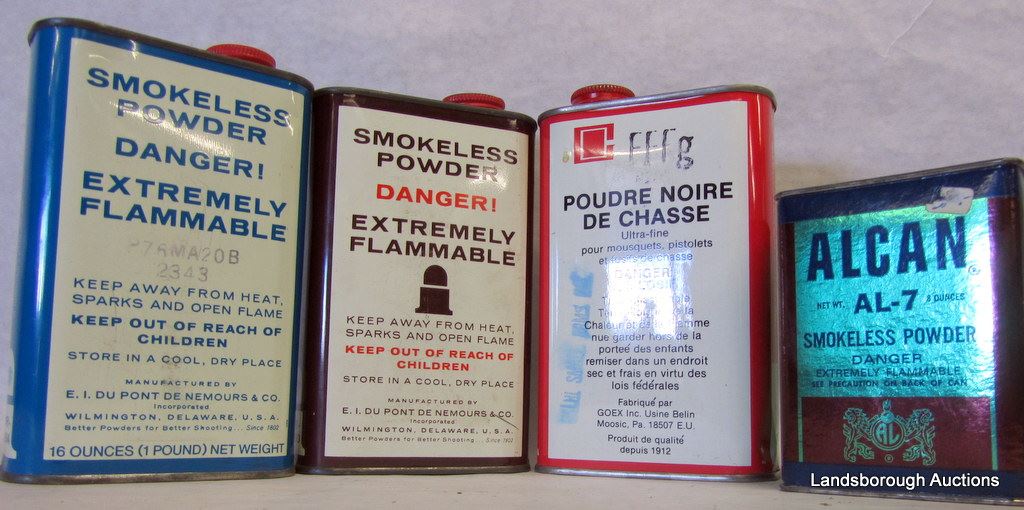 SMOKELESS
POWDER
DANGER!
EXTREMELY
FLAMMABLE
2343
KEEP AWAY FROM HEAT,
SPARKS AND OPEN FLAME
KEEP OUT OF REACH OF
CHILDREN
STORE IN A COOL, DRY PLACE
MANUFACTURED BY
E. I. DU PONT DE NEMOURS & CO.
Incorporated
WILMINGTON, DELAWARE, U. S. A.
Better Powders for Better Shooting...Since 1802
16 OUNCES (1 POUND) NET WEIGHT
SMOKELESS
POWDER
DANGER!
EXTREMELY
FLAMMABLE
KEEP AWAY FROM HEAT,
SPARKS AND OPEN FLAME
KEEP OUT OF REACH OF
CHILDREN
STORE IN A COOL, DRY PLACE
MANUFACTURED BY
E. I. DU PONT DE NEMOURS & CO.
Incorporated
WILMINGTON, DELAWARE, U. S. A.
Better Powders for Better Shooting....Since 1802
FFFg
POUDRE NOIRE
DE CHASSE
Ultra-fine
pour mousquets, pistolets
et fusils de chasse
DANGER
Chaleur et
nue garder hors de la
portée des enfants
remiser dans un endroit
sec et frais en virtu des
lois fédérales
Fabriqué par
GOEX Inc. Usine Belin
Moosic, Pa. 18507 E.U.
Produit de qualité
depuis 1912
ALCAN®
NET WT. AL-7 8 OUNCES
SMOKELESS POWDER
DANGER
EXTREMELY FLAMMABLE
SEE PRECAUTION ON BACK OF CAN
Landsborough Auctions